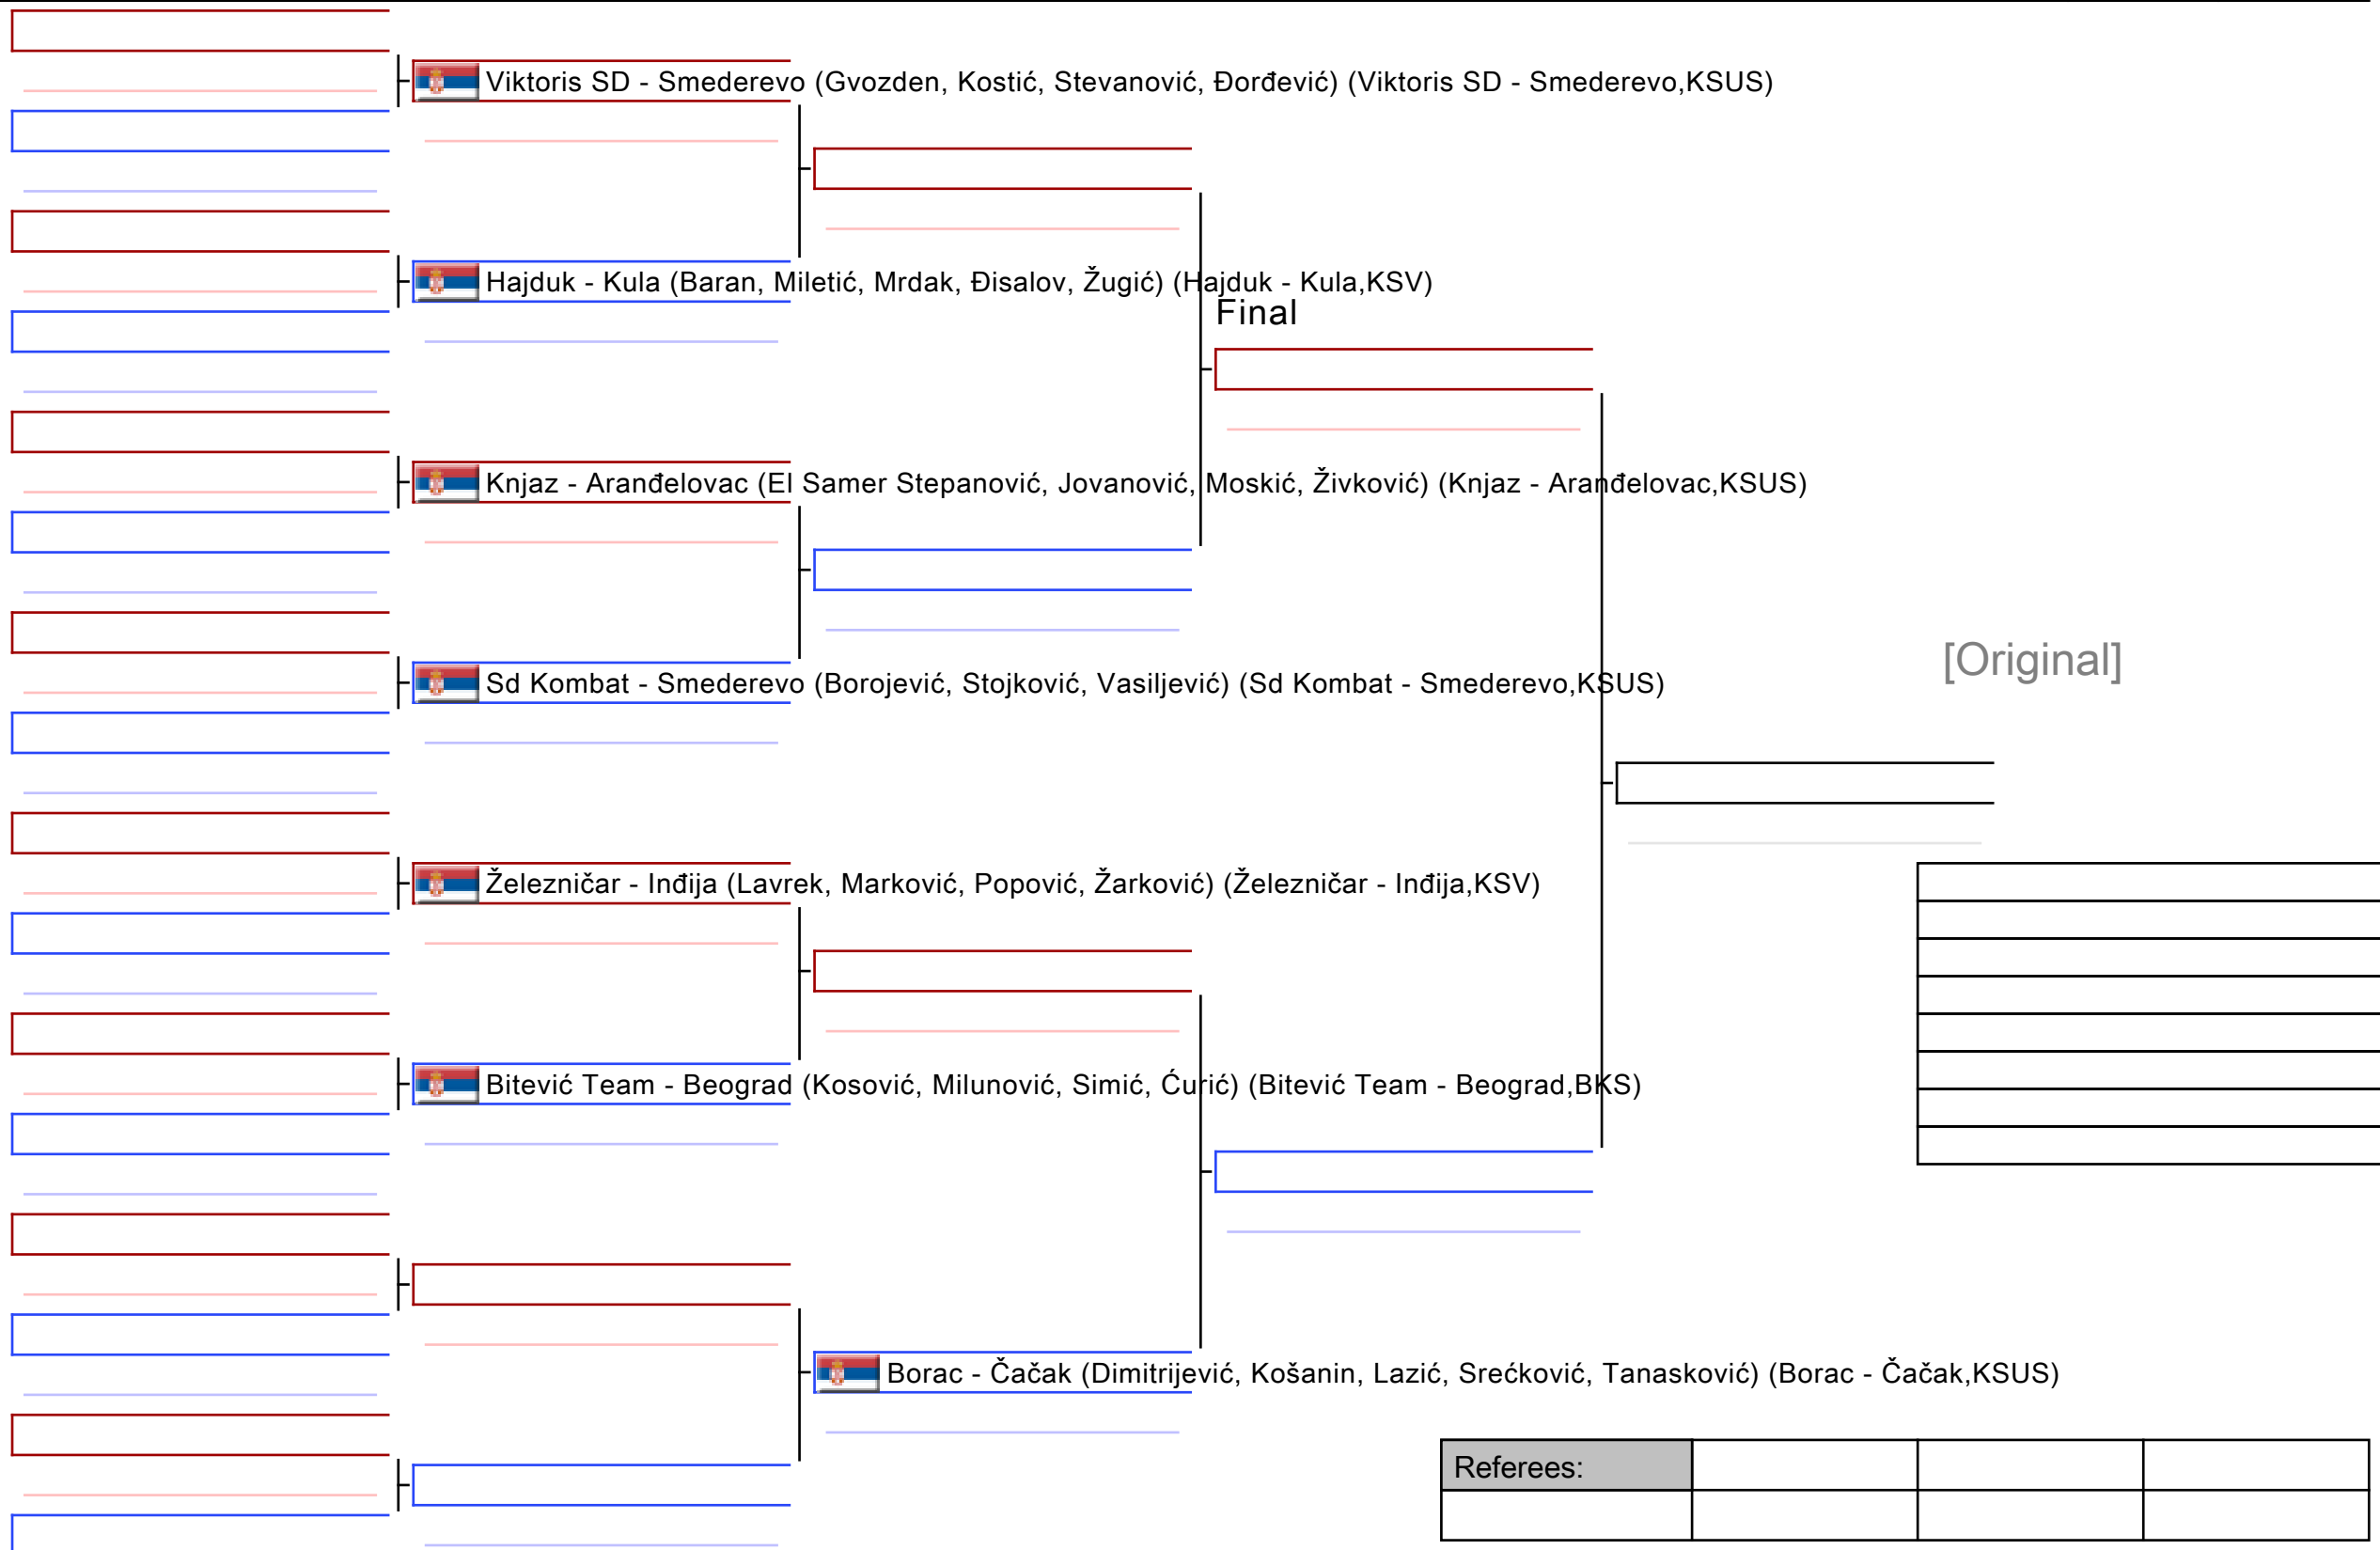 Viktoris SD - Smederevo (Gvozden, Kostić, Stevanović, Đorđević) (Viktoris SD - Smederevo,KSUS)
Hajduk - Kula (Baran, Miletić, Mrdak, Đisalov, Žugić) (Hajduk - Kula,KSV)
Final
Knjaz - Aranđelovac (El Samer Stepanović, Jovanović, Moskić, Živković) (Knjaz - Aranđelovac,KSUS)
[Original]
Sd Kombat - Smederevo (Borojević, Stojković, Vasiljević) (Sd Kombat - Smederevo,KSUS)
Železničar - Inđija (Lavrek, Marković, Popović, Žarković) (Železničar - Inđija,KSV)
Bitević Team - Beograd (Kosović, Milunović, Simić, Ćurić) (Bitević Team - Beograd,BKS)
Borac - Čačak (Dimitrijević, Košanin, Lazić, Srećković, Tanasković) (Borac - Čačak,KSUS)
Referees: